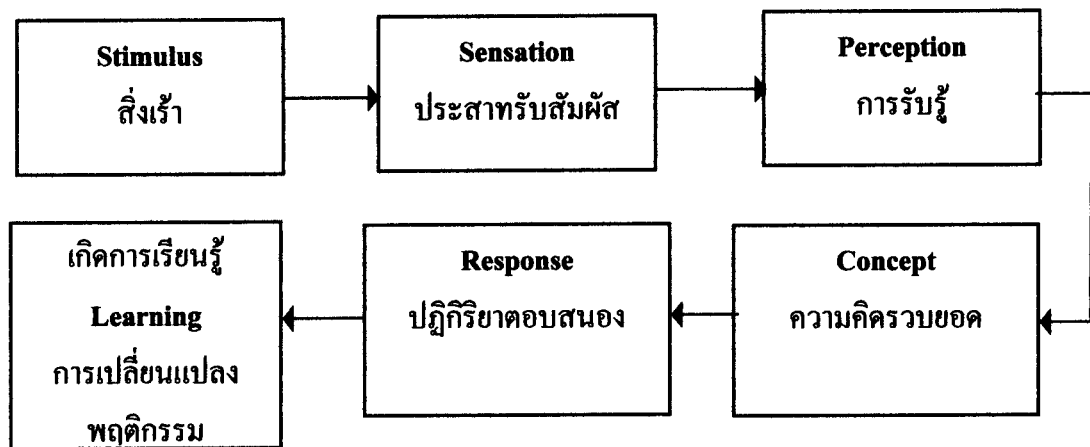 Stimulus
สิ่งเร้า
Sensation
ประสาทรับสัมผัส
Perception
การรับรู้
Concept
ความคิดรวบยอด
Response
ปฏิกิริยาตอบสนอง
เกิดการเรียนรู้
Learning
การเปลี่ยนแปลง
พฤติกรรม